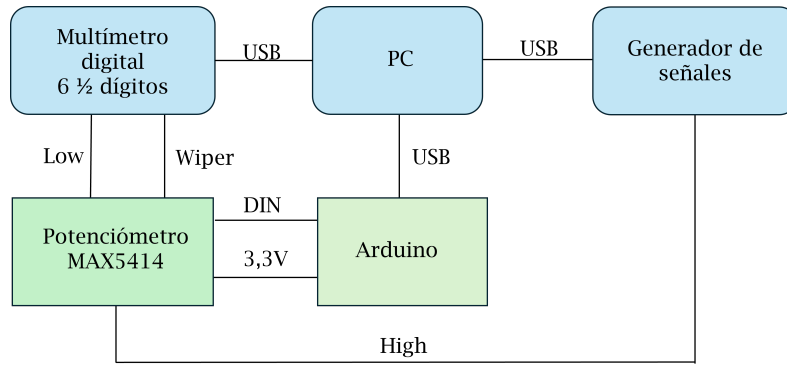 Multímetro
digital
6 ½ dígitos
USB
PC
USB
Generador de
señales
Low
Wiper
USB
Potenciómetro
MAX5414
DIN
3,3V
Arduino
High